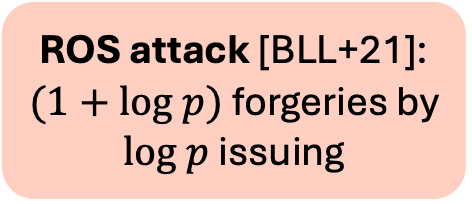 ROS attack [BLL+21]:
(1 + log p) forgeries by
log p issuing